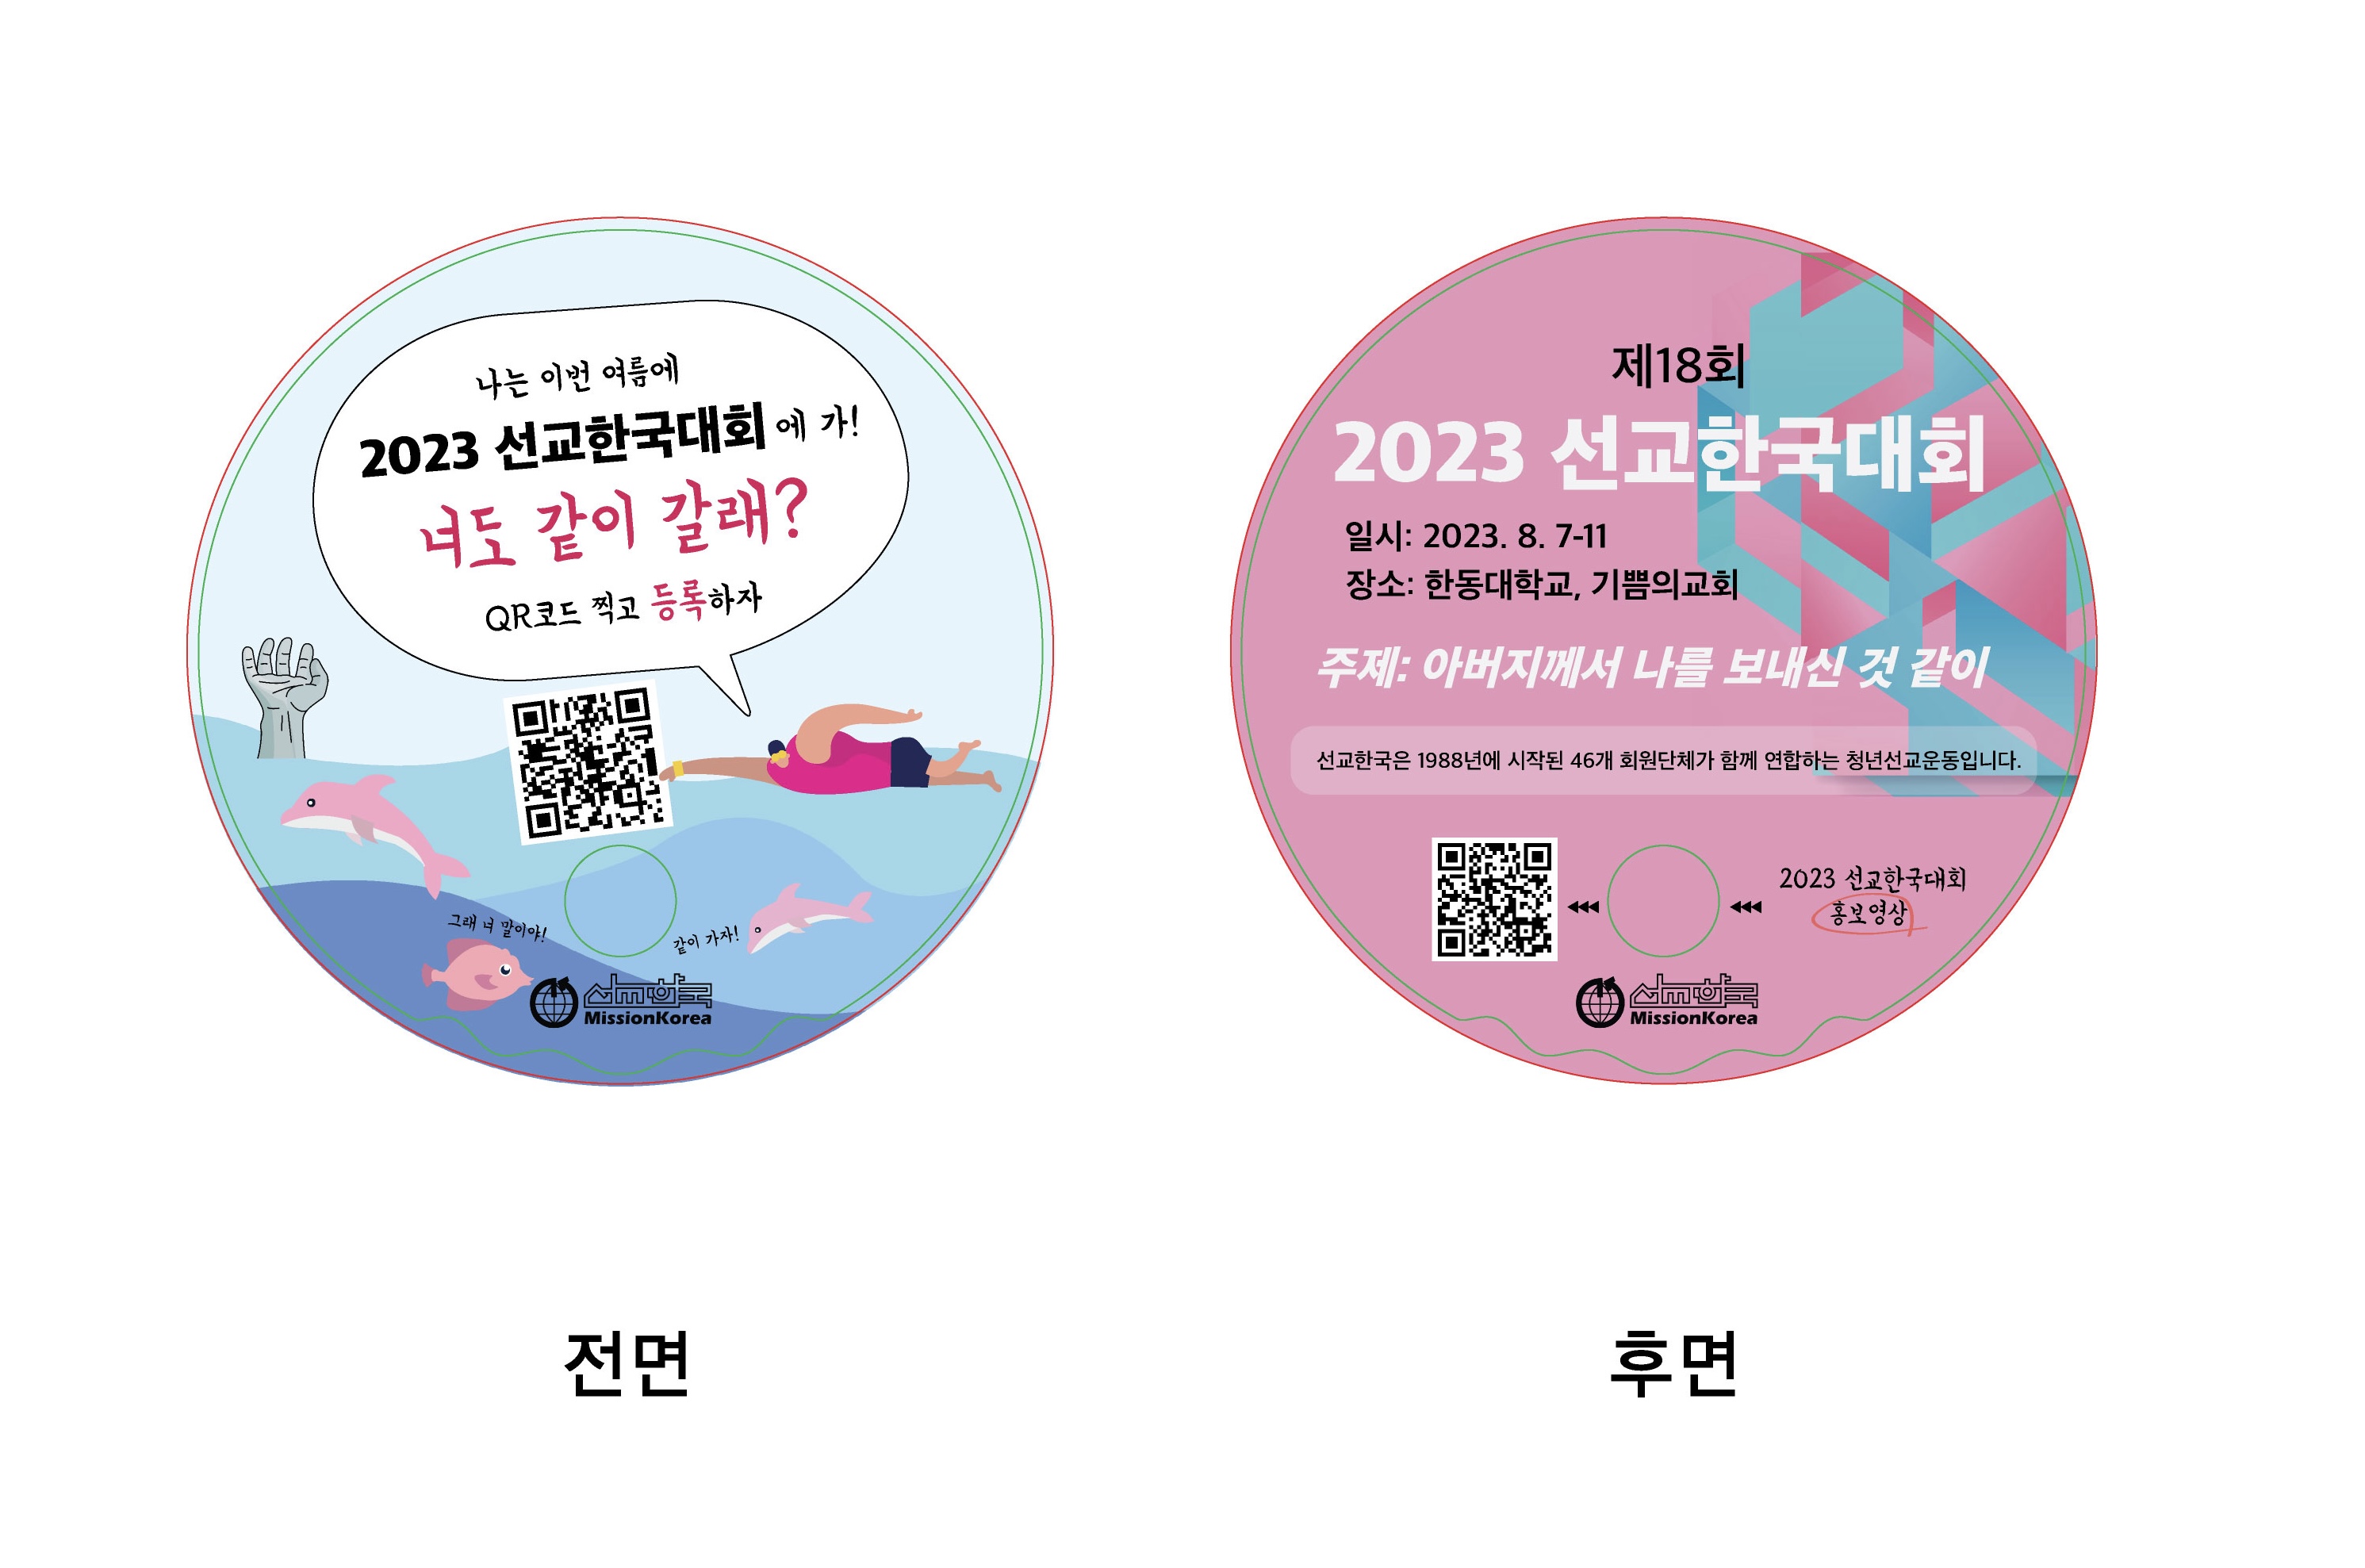 나는 이번 여름에
2023 선교한국대회에 가!
너도 같이 갈래?
QR코드 찍고 등록하자
그래 너 말이야!
같이 가자!
선교한국
MissionKorea
전면
제18회
2023 선교한국대회
일시: 2023. 8. 7-11
장소: 한동대학교, 기쁨의교회
주제: 아버지께서 나를 보내신 것 같이
선교한국은 1988년에 시작된 46개 회원단체가 함께 연합하는 청년선교운동입니다.
2023 선교한국대회
홍보영상
선교한국
MissionKorea
후면